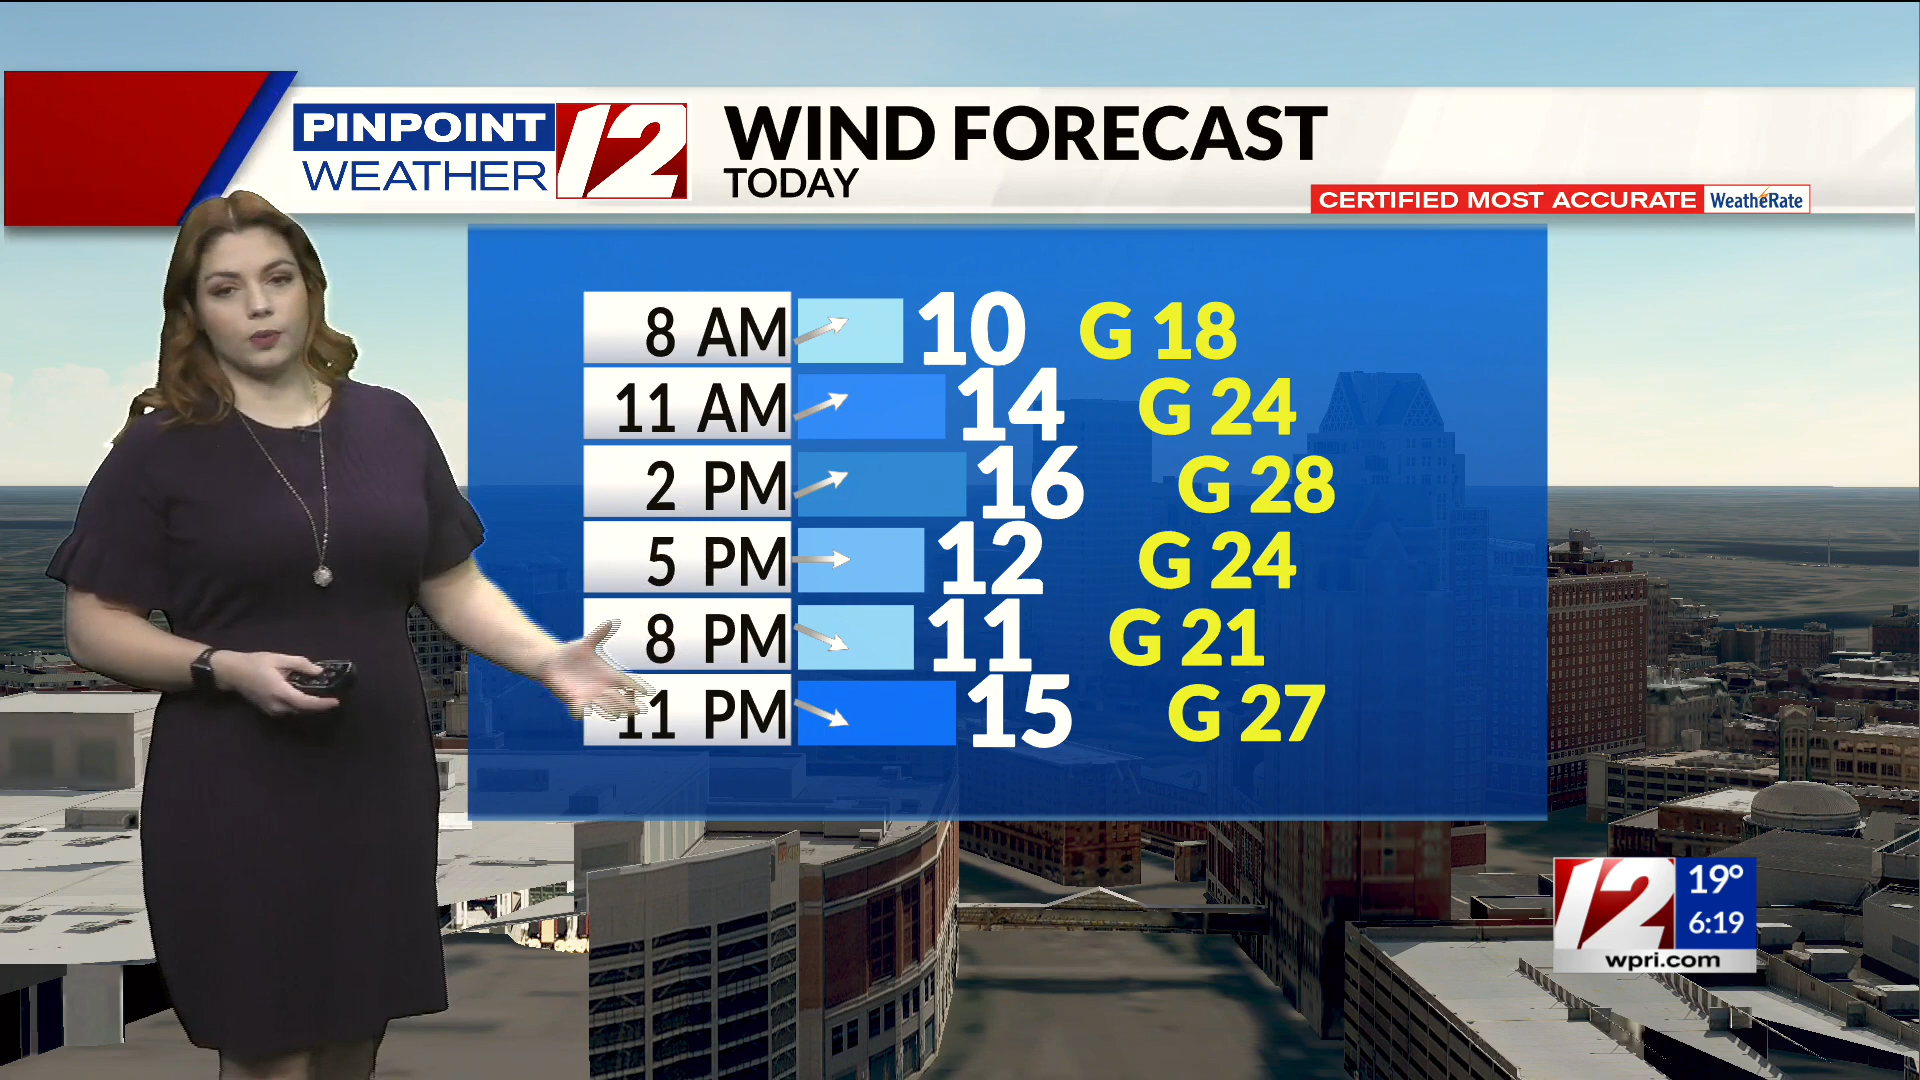 PINPOINT
WEATHER
12
WIND FORECAST
TODAY
CERTIFIED MOST ACCURATE WeatheRate
8 AM 10 G 18
11 AM 14 G 24
2 PM 16 G 28
5 PM 12 G 24
8 PM 11 G 21
11 PM 15 G 27
12
19°
6:19
wpri.com